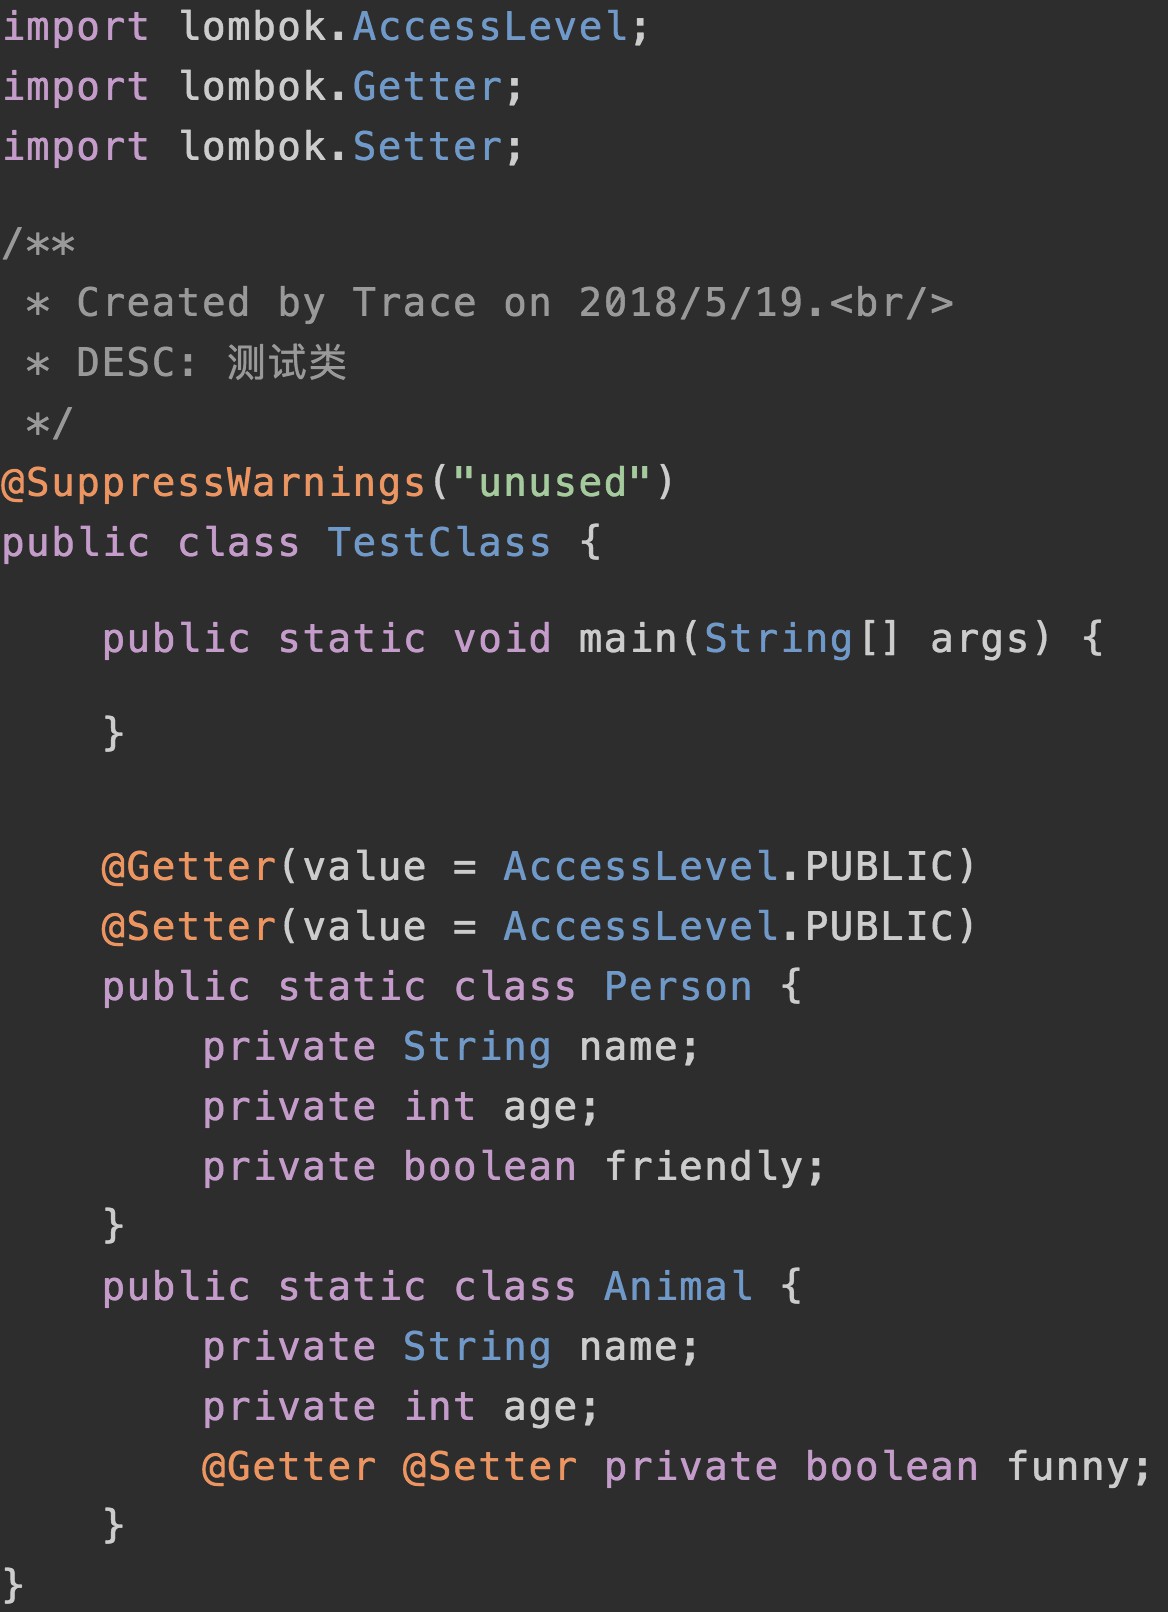 import lombok.AccessLevel;
import lombok.Getter;
import lombok.Setter;
/**
 * Created by Trace on 2018/5/19.<br/>
 * DESC: 测试类
 */
@SuppressWarnings("unused")
public class TestClass {
    public static void main(String[] args) {
    }
    @Getter(value = AccessLevel.PUBLIC)
    @Setter(value = AccessLevel.PUBLIC)
    public static class Person {
        private String name;
        private int age;
        private boolean friendly;
    }
    public static class Animal {
        private String name;
        private int age;
        @Getter @Setter private boolean funny;
    }
}